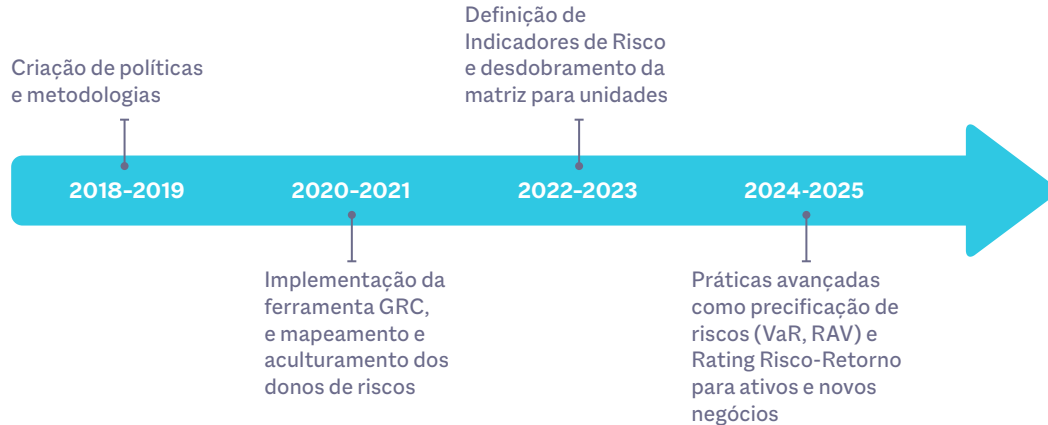 Criação de políticas
e metodologias
2018-2019
2020-2021
Implementação da
ferramenta GRC,
e mapeamento e
aculturamento dos
donos de riscos
Definição de
Indicadores de Risco
e desdobramento da
matriz para unidades
2022-2023
2024-2025
Práticas avançadas
como precificação de
riscos (VaR, RAV) e
Rating Risco-Retorno
para ativos e novos
negócios